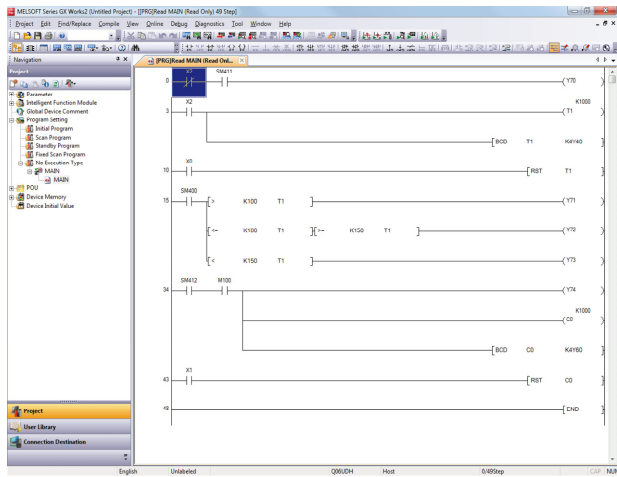 MELSOFT Series GX Works2 (Untitled Project) - [[PRG]Read MAIN (Read Only) 49 Step]
Project Edit Find/Replace Compile View Online Debug Diagnostics Tool Window Help
Navigation
[PRG]Read MAIN (Read Onl...
Project
Parameter
Intelligent Function Module
Global Device Comment
Program Setting
Initial Program
Scan Program
Standby Program
Fixed Scan Program
No Execution Type
MAIN
MAIN
POU
Device Memory
Device Initial Value
Project
User Library
Connection Destination
X2 SM411
0 Y70
X2 K1000
3 T1
BCD T1 K4Y40
X0
10 RST T1
SM400
15 > K100 T1 Y71
<= K100 T1 >= K150 T1 Y72
< K150 T1 Y73
SM412 M100
34 Y74
K1000
C0
BCD C0 K4Y60
X1
43 RST C0
49 END
English Unlabeled Q06UDH Host 0/49Step CAP NUM